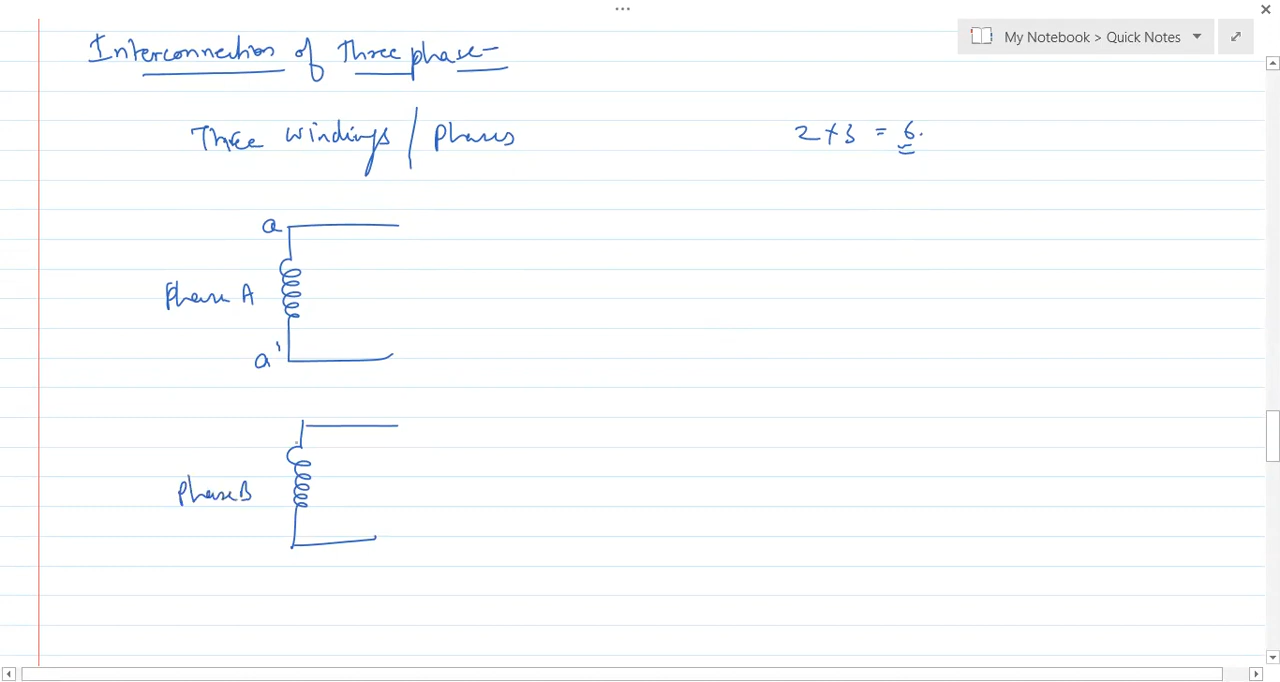 Interconnection of Three phase-
My Notebook > Quick Notes
Three windings / Phases
2 × 3 = 6.
a
Phase A
a'
Phase B